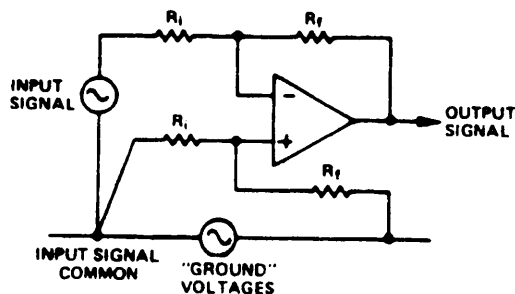 Ri
Rf
INPUT
SIGNAL
−
OUTPUT
SIGNAL
Ri
+
Rf
INPUT SIGNAL
COMMON
"GROUND"
VOLTAGES